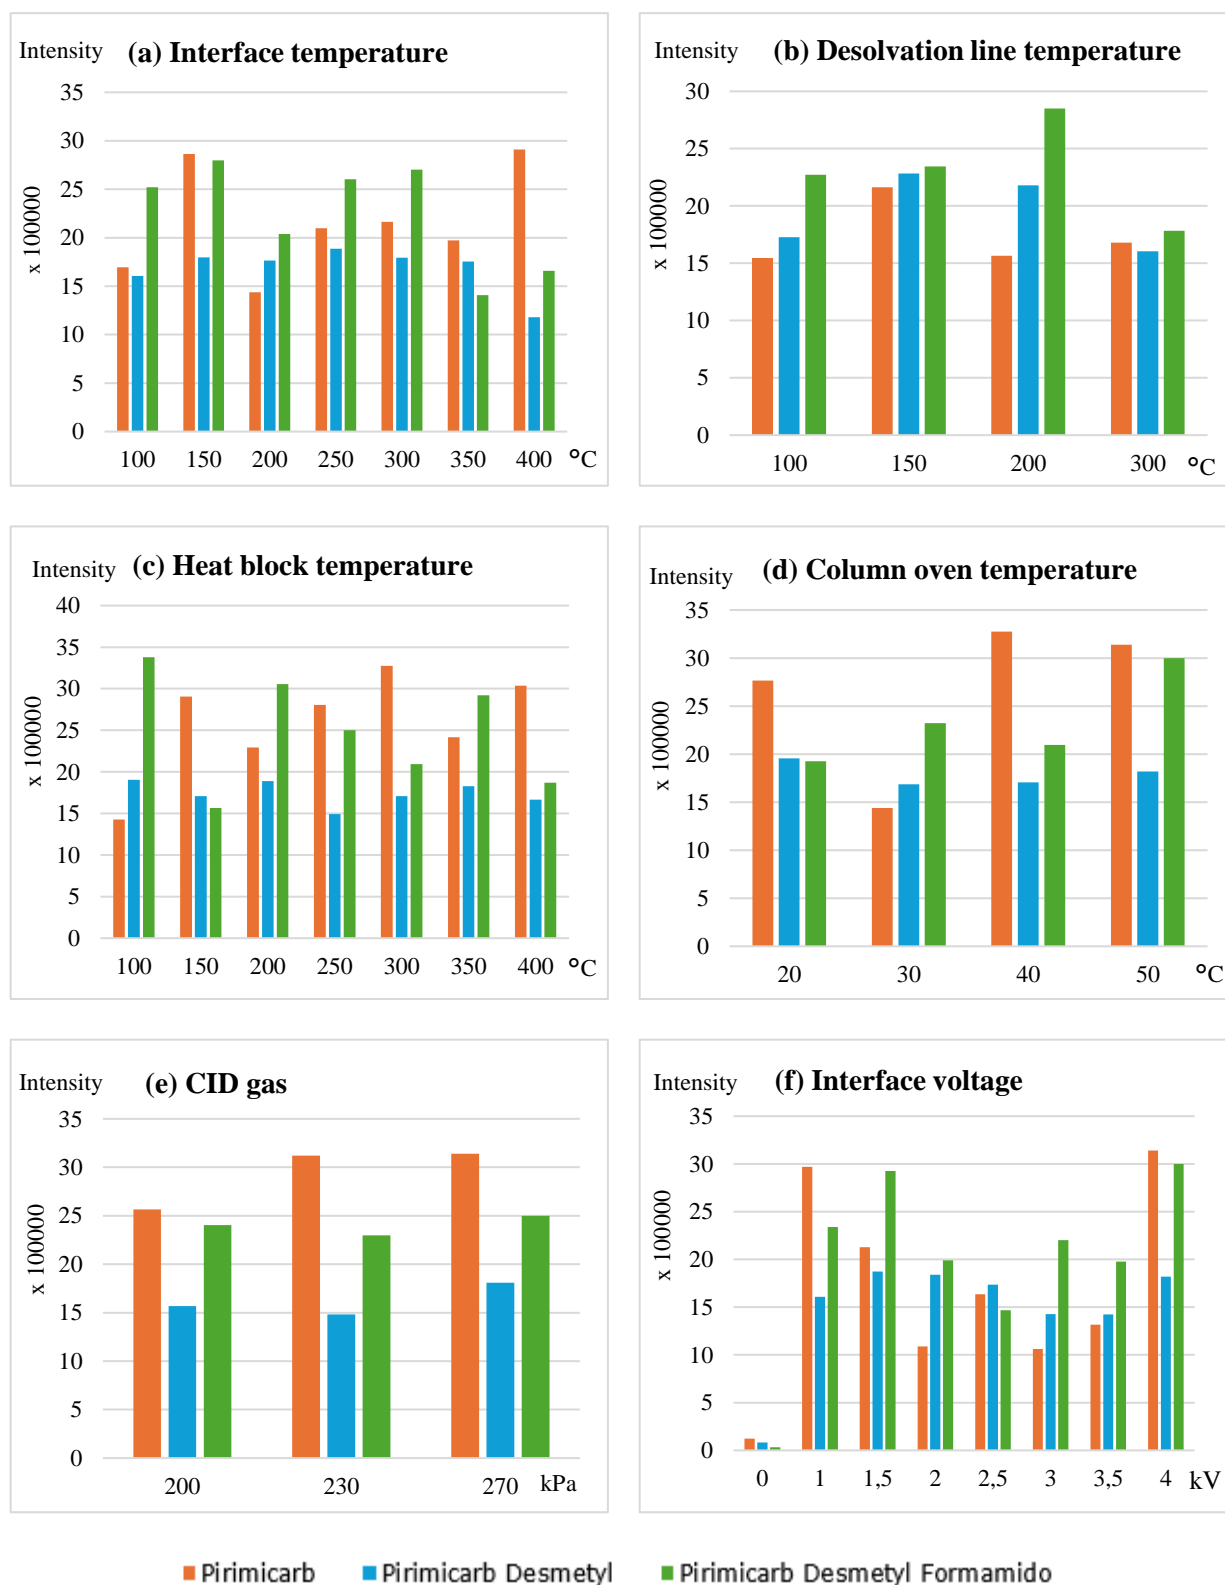 Intensity (a) Interface temperature
x 100000
35
30
25
20
15
10
5
0
100 150 200 250 300 350 400 °C
Intensity (b) Desolvation line temperature
x 100000
30
25
20
15
10
5
0
100 150 200 300 °C
Intensity (c) Heat block temperature
x 100000
40
35
30
25
20
15
10
5
0
100 150 200 250 300 350 400 °C
Intensity (d) Column oven temperature
x 100000
35
30
25
20
15
10
5
0
20 30 40 50 °C
Intensity (e) CID gas
x 100000
35
30
25
20
15
10
5
0
200 230 270 kPa
Intensity (f) Interface voltage
x 100000
35
30
25
20
15
10
5
0
0 1 1,5 2 2,5 3 3,5 4 kV
Pirimicarb Pirimicarb Desmetyl Pirimicarb Desmetyl Formamido